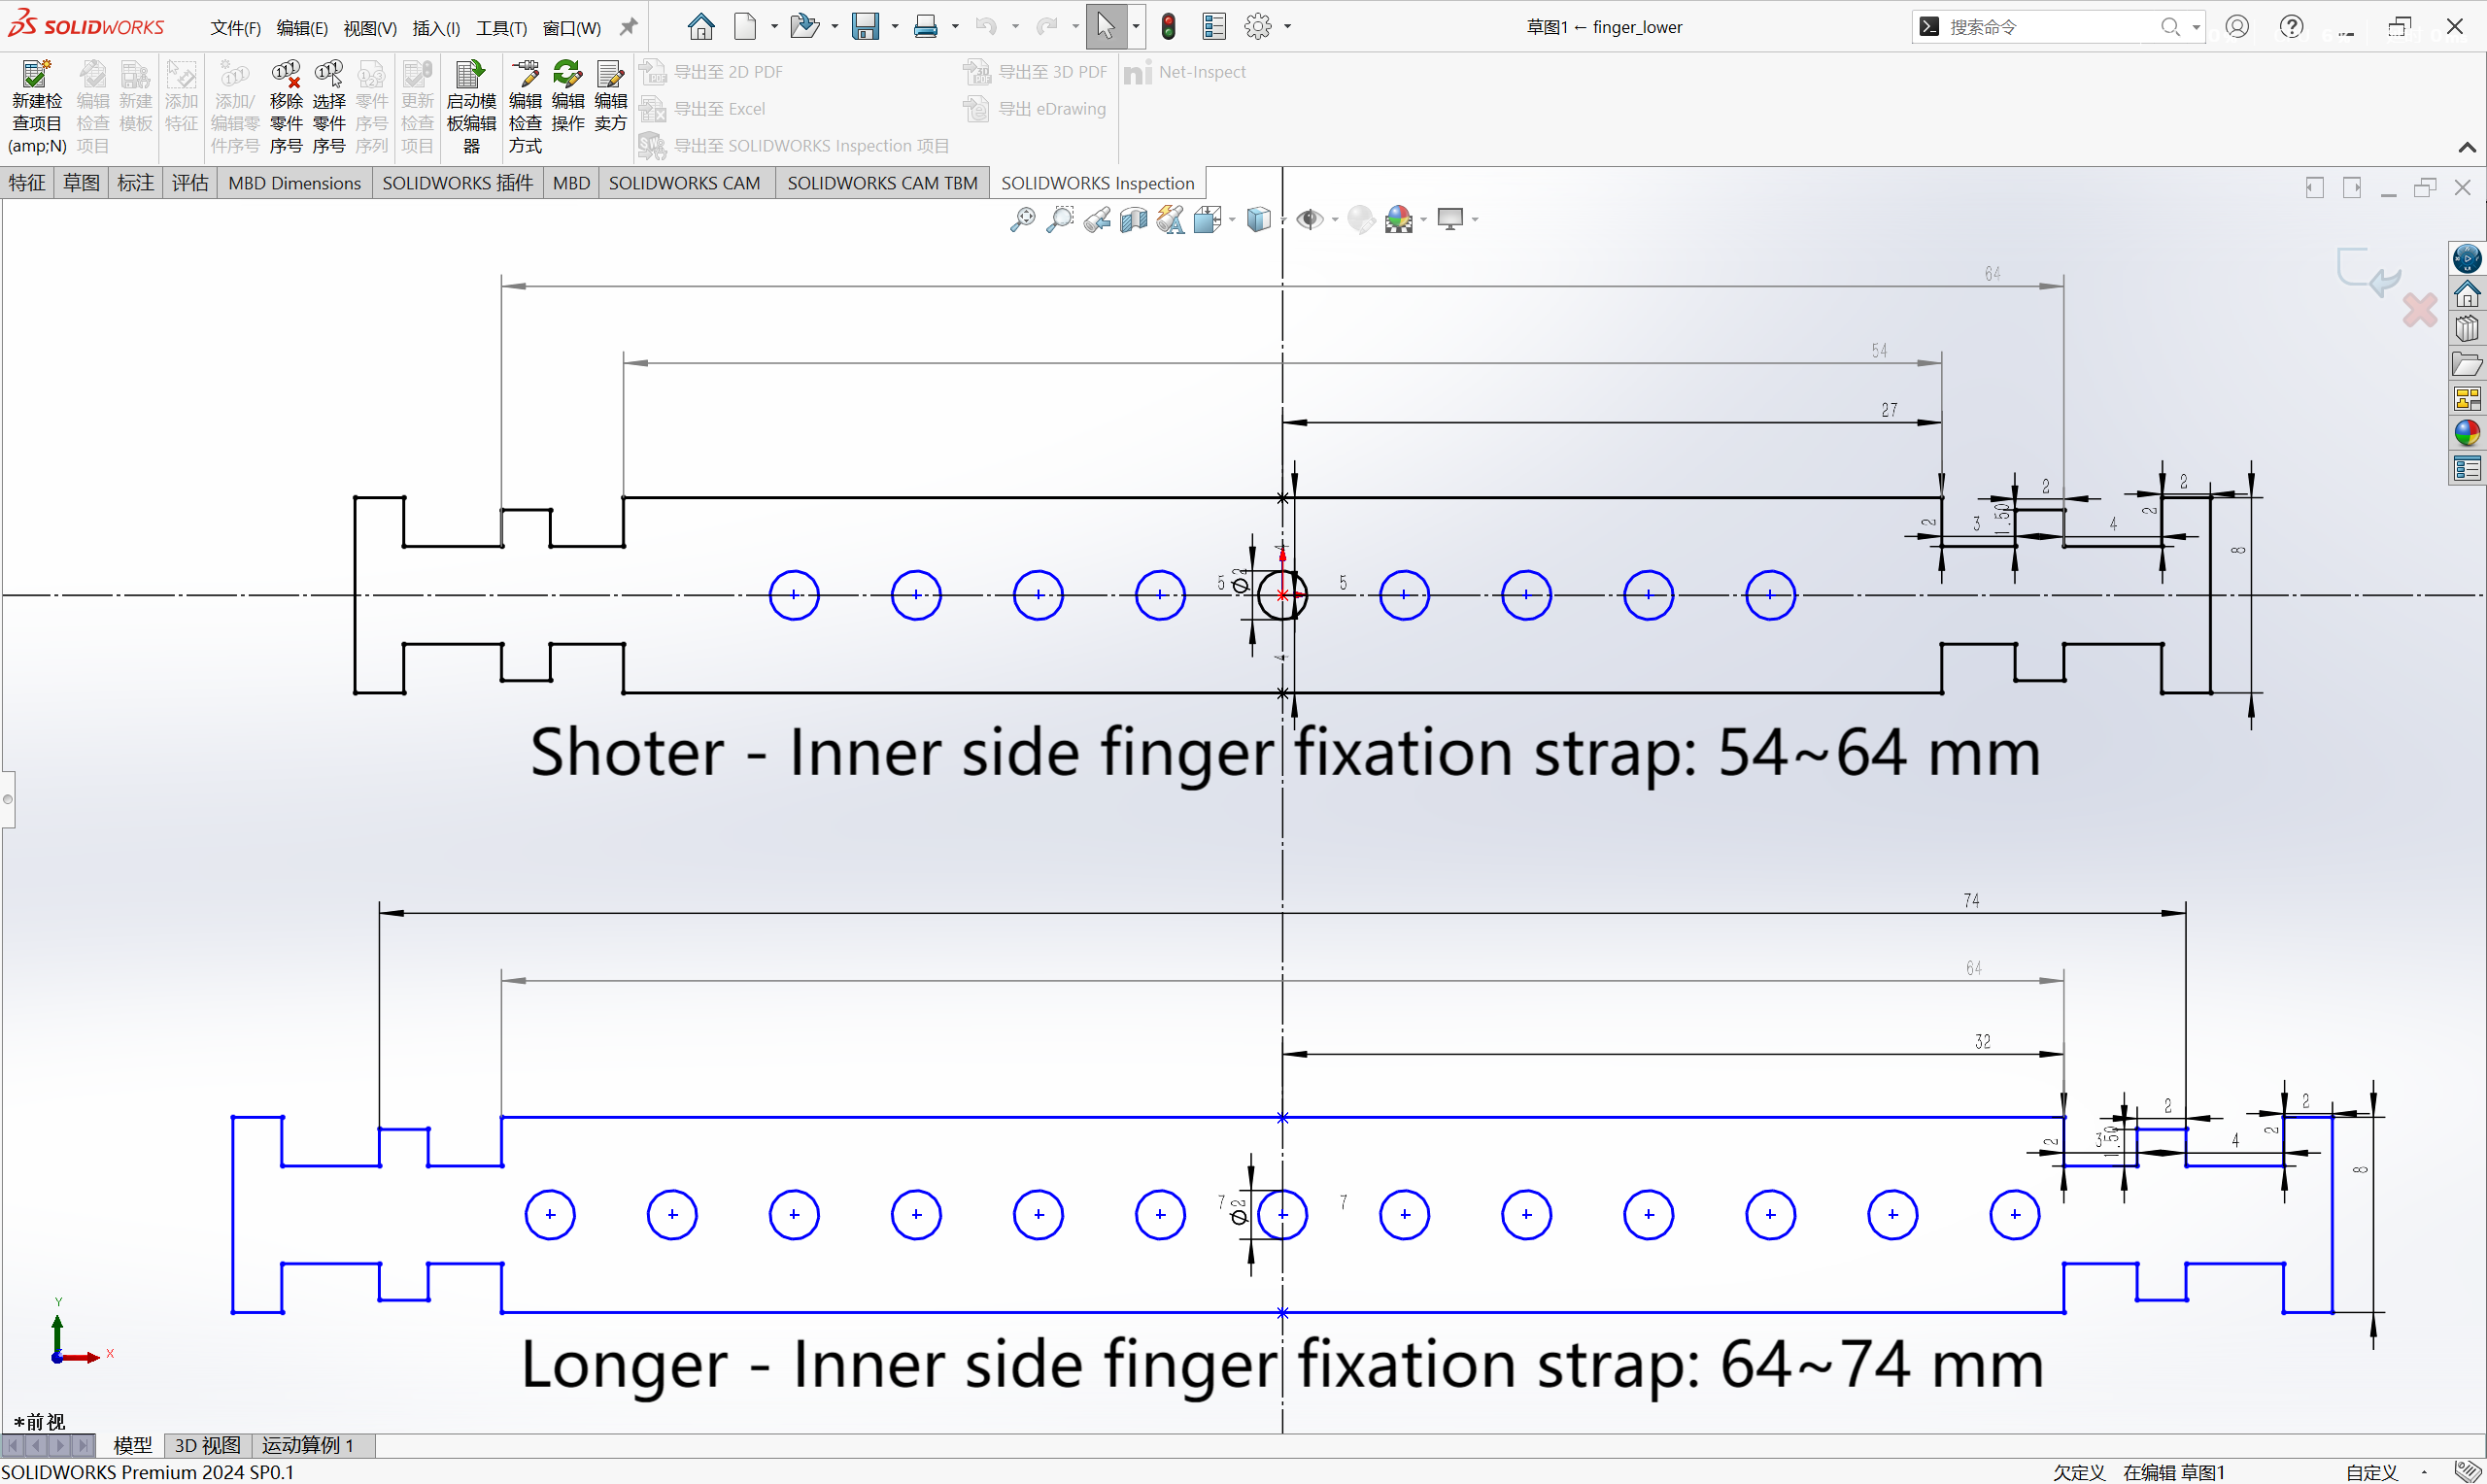 SOLIDWORKS 文件(F) 编辑(E) 视图(V) 插入(I) 工具(T) 窗口(W) 草图1 ← finger_lower 搜索命令
新建检查项目(amp;N) 编辑检查项目 新建模板 添加特征 添加/编辑零件序号 移除零件序号 选择零件序号 零件序号序列 更新检查项目 启动模板编辑器 编辑检查方式 编辑操作 编辑卖方
导出至 2D PDF 导出至 3D PDF Net-Inspect
导出至 Excel 导出 eDrawing
导出至 SOLIDWORKS Inspection 项目
特征 草图 标注 评估 MBD Dimensions SOLIDWORKS 插件 MBD SOLIDWORKS CAM SOLIDWORKS CAM TBM SOLIDWORKS Inspection
64
54
27
2 2
2 3 1.50 4 2
8
4
5 Ø2 5
4
Shoter - Inner side finger fixation strap: 54~64 mm
74
64
32
2 2
2 3 1.50 4 2
8
7 Ø2 7
Y
X
Longer - Inner side finger fixation strap: 64~74 mm
*前视
模型 3D 视图 运动算例 1
SOLIDWORKS Premium 2024 SP0.1 欠定义 在编辑 草图1 自定义